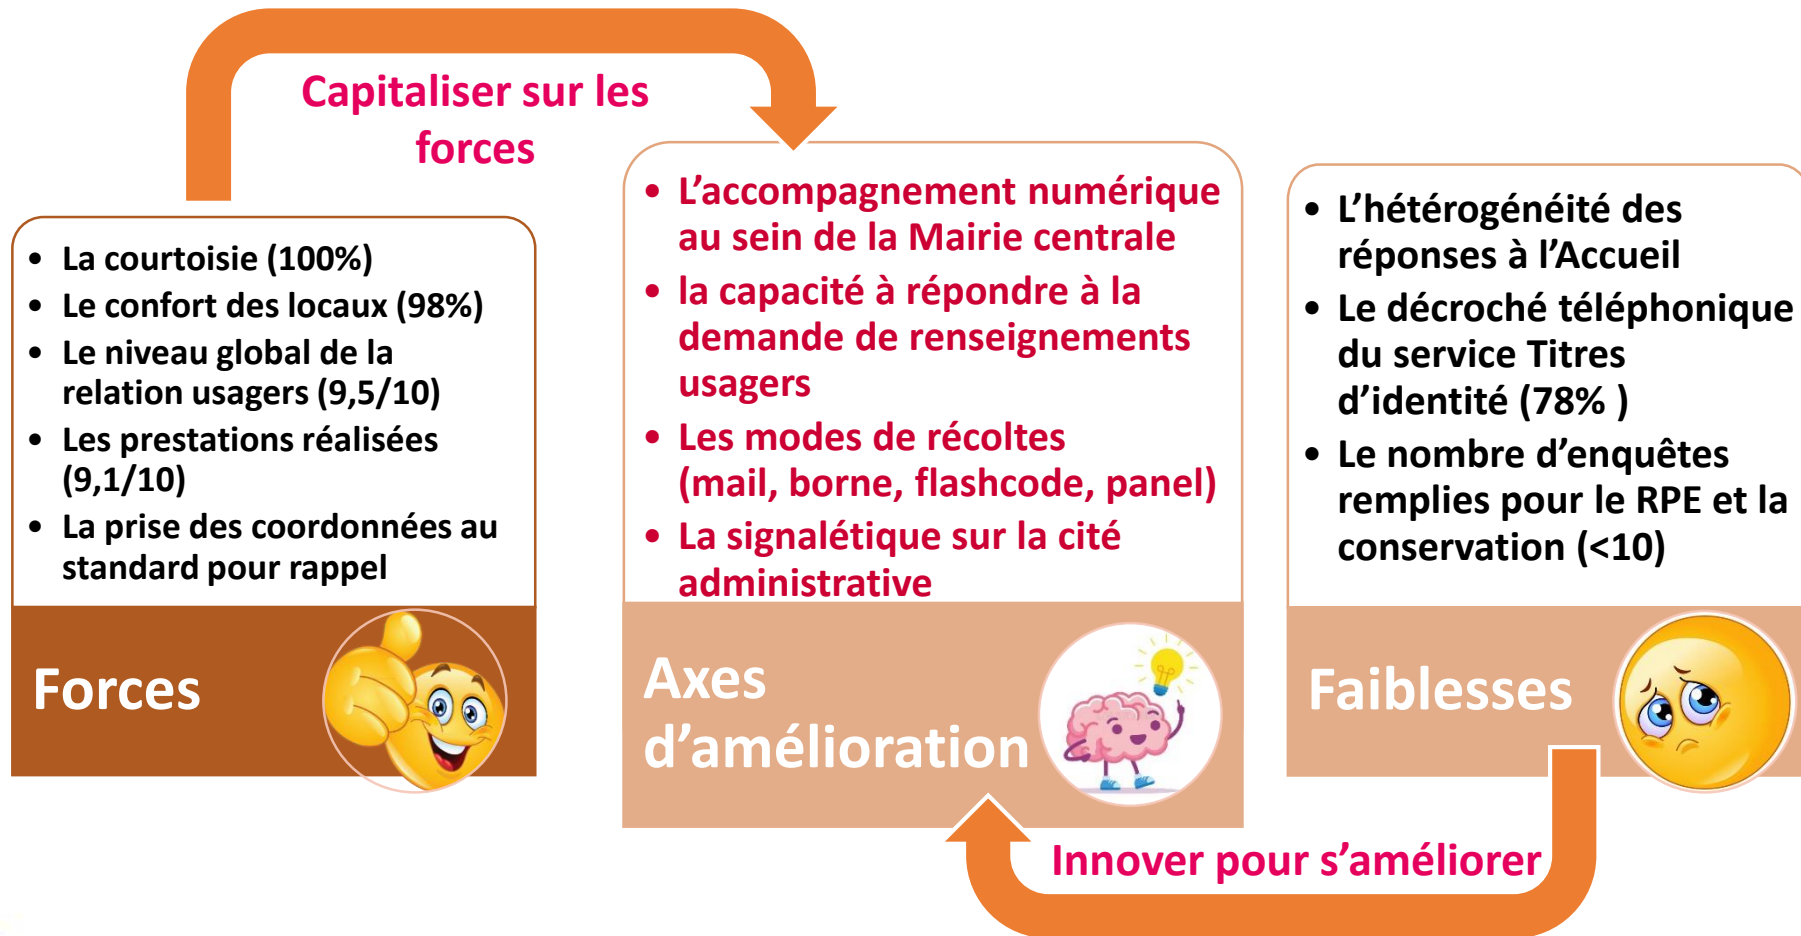 Capitaliser sur les
forces
• La courtoisie (100%)
• Le confort des locaux (98%)
• Le niveau global de la
relation usagers (9,5/10)
• Les prestations réalisées
(9,1/10)
• La prise des coordonnées au
standard pour rappel
Forces
• L’accompagnement numérique
au sein de la Mairie centrale
• la capacité à répondre à la
demande de renseignements
usagers
• Les modes de récoltes
(mail, borne, flashcode, panel)
• La signalétique sur la cité
administrative
Axes
d’amélioration
• L’hétérogénéité des
réponses à l’Accueil
• Le décroché téléphonique
du service Titres
d’identité (78% )
• Le nombre d’enquêtes
remplies pour le RPE et la
conservation (<10)
Faiblesses
Innover pour s’améliorer